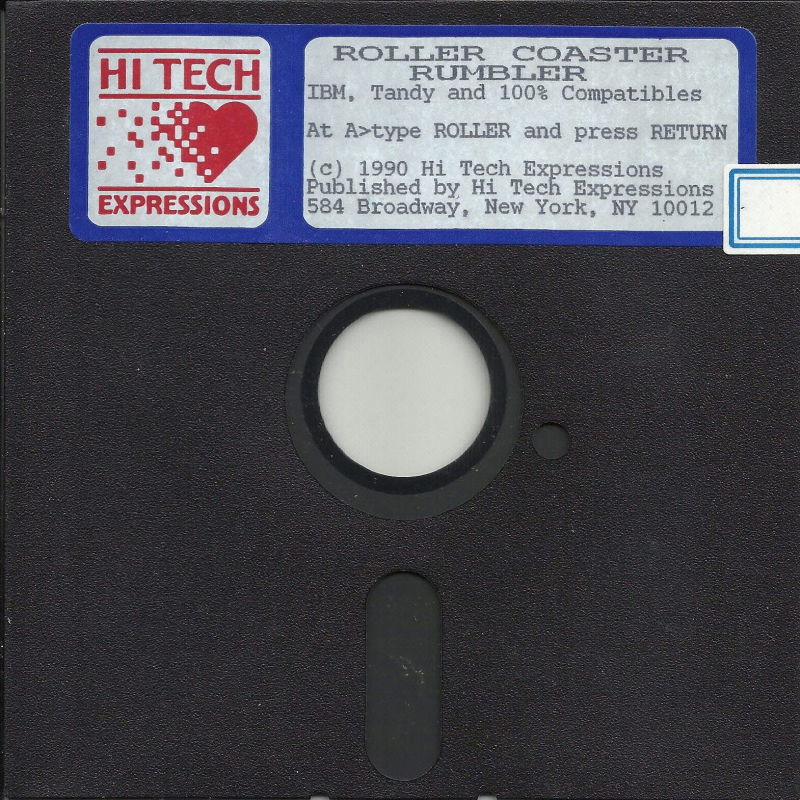 HI TECH
EXPRESSIONS
ROLLER COASTER
RUMBLER
IBM, Tandy and 100% Compatibles
At A>type ROLLER and press RETURN
(c) 1990 Hi Tech Expressions
Published by Hi Tech Expressions
584 Broadway, New York, NY 10012